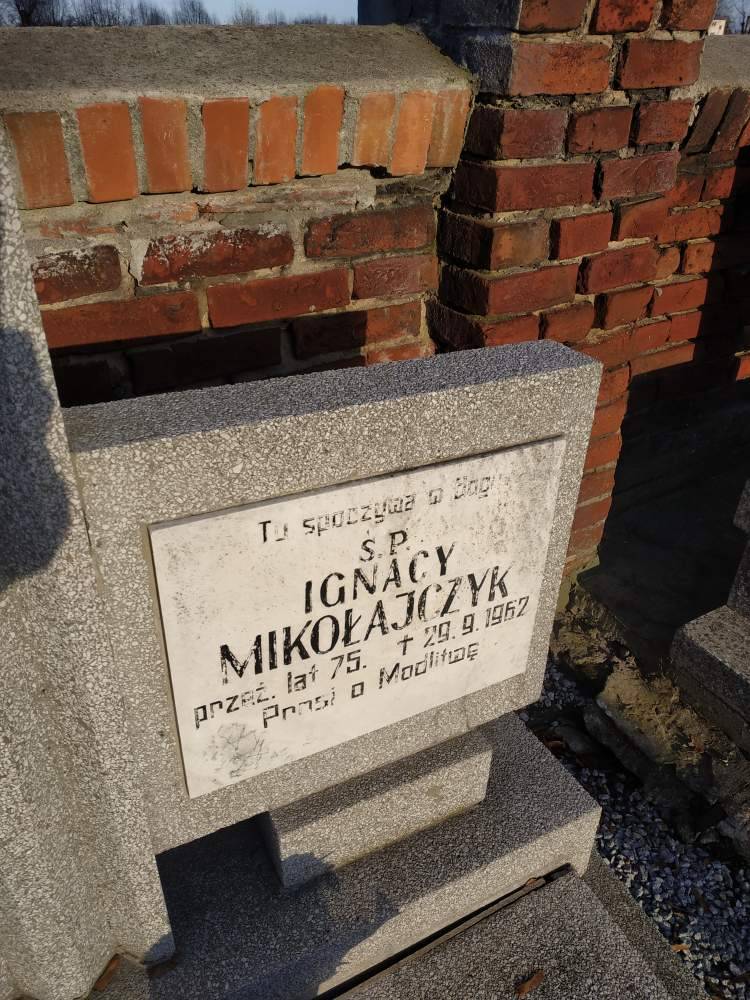 Tu spoczywa w Bogu
Ś.P.
IGNACY
MIKOŁAJCZYK
przeż. lat 75. ✝ 29.9.1962
Prosi o Modlitwę